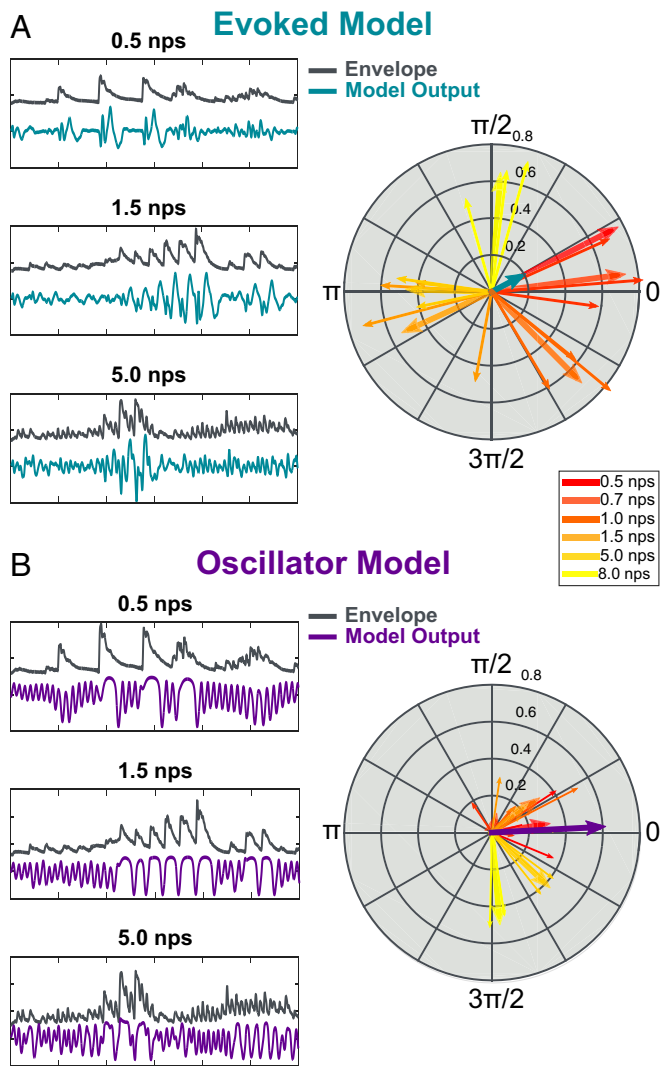 A
Evoked Model
0.5 nps
Envelope
Model Output
1.5 nps
5.0 nps
π/2
0.8
0.6
0.4
0.2
π
0
3π/2
0.5 nps
0.7 nps
1.0 nps
1.5 nps
5.0 nps
8.0 nps
B
Oscillator Model
0.5 nps
Envelope
Model Output
1.5 nps
5.0 nps
π/2
0.8
0.6
0.4
0.2
π
0
3π/2